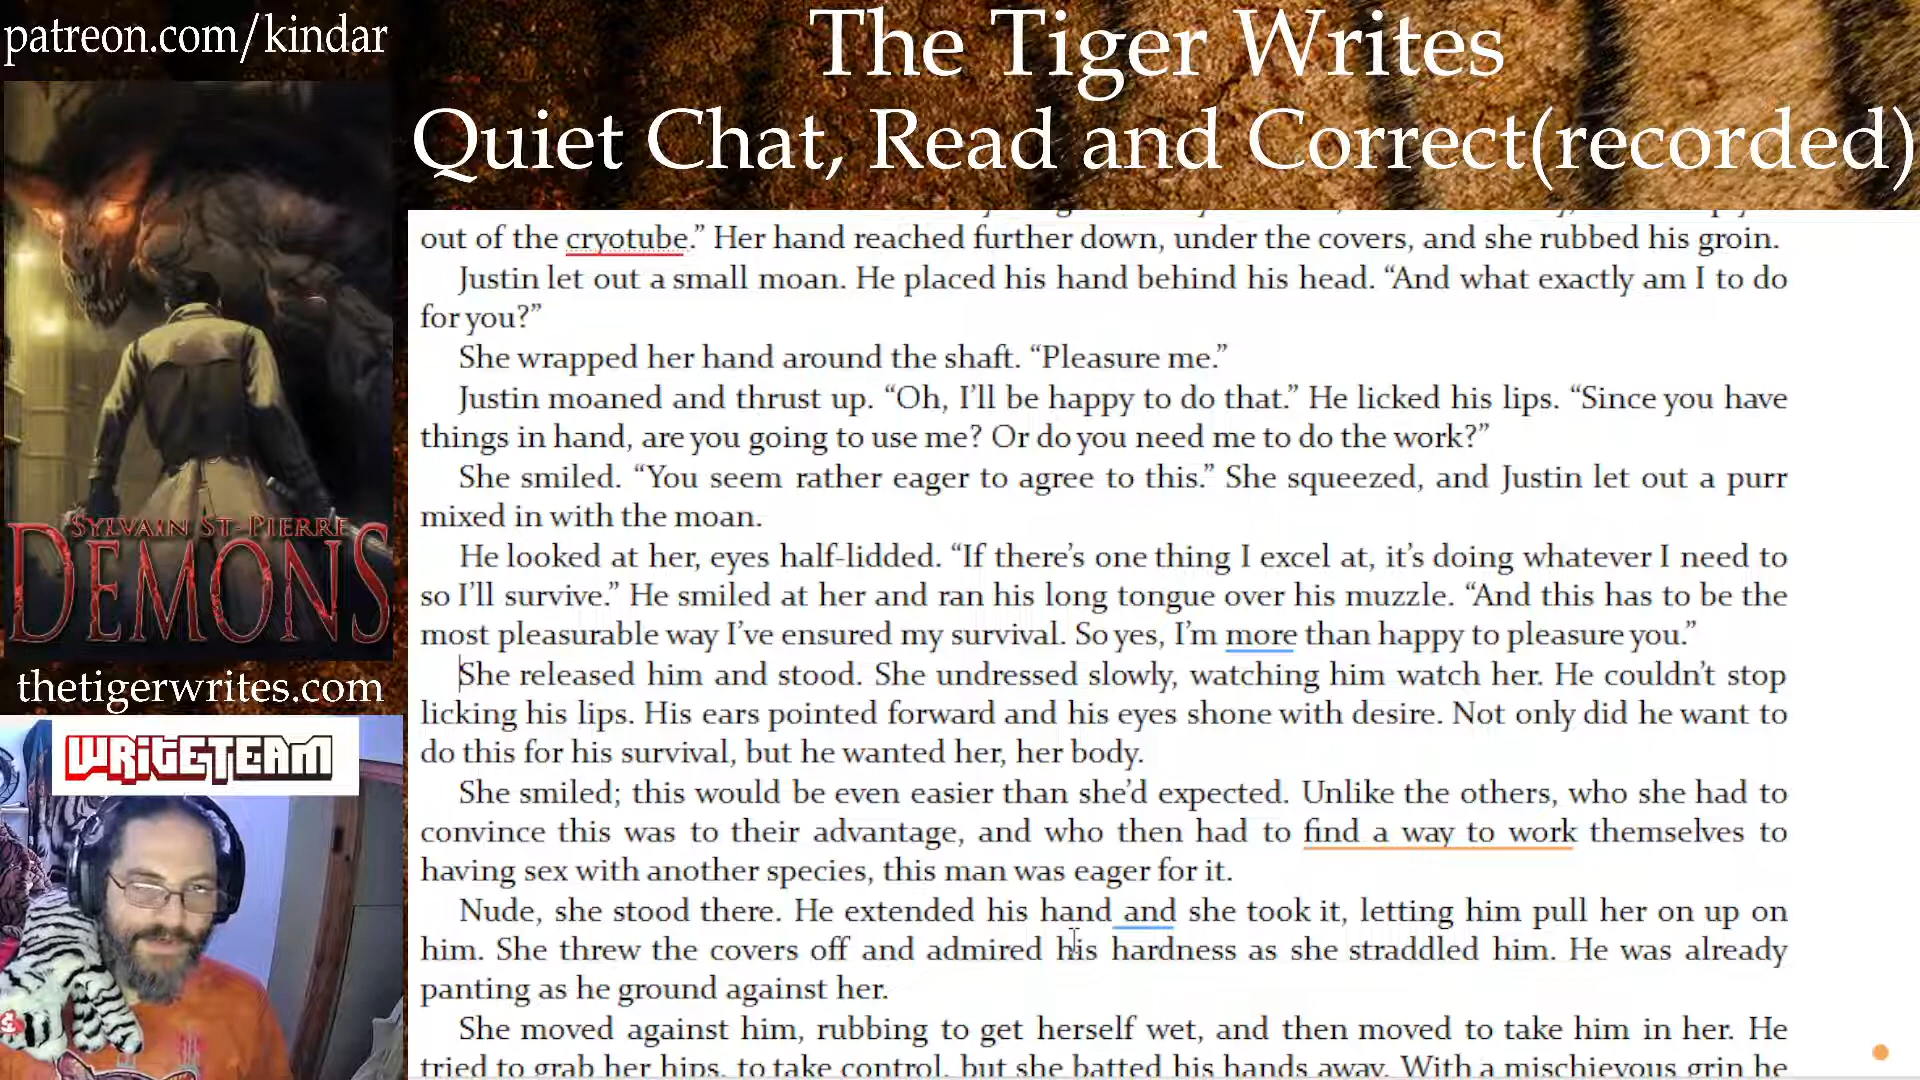 patreon.com/kindar
The Tiger Writes
Quiet Chat, Read and Correct(recorded)
SYLVAIN ST-PIERRE
DEMONS
thetigerwrites.com
WRITETEAM
out of the cryotube.” Her hand reached further down, under the covers, and she rubbed his groin.
Justin let out a small moan. He placed his hand behind his head. “And what exactly am I to do
for you?”
She wrapped her hand around the shaft. “Pleasure me.”
Justin moaned and thrust up. “Oh, I’ll be happy to do that.” He licked his lips. “Since you have
things in hand, are you going to use me? Or do you need me to do the work?”
She smiled. “You seem rather eager to agree to this.” She squeezed, and Justin let out a purr
mixed in with the moan.
He looked at her, eyes half-lidded. “If there’s one thing I excel at, it’s doing whatever I need to
so I’ll survive.” He smiled at her and ran his long tongue over his muzzle. “And this has to be the
most pleasurable way I’ve ensured my survival. So yes, I’m more than happy to pleasure you.”
She released him and stood. She undressed slowly, watching him watch her. He couldn’t stop
licking his lips. His ears pointed forward and his eyes shone with desire. Not only did he want to
do this for his survival, but he wanted her, her body.
She smiled; this would be even easier than she’d expected. Unlike the others, who she had to
convince this was to their advantage, and who then had to find a way to work themselves to
having sex with another species, this man was eager for it.
Nude, she stood there. He extended his hand and she took it, letting him pull her on up on
him. She threw the covers off and admired his hardness as she straddled him. He was already
panting as he ground against her.
She moved against him, rubbing to get herself wet, and then moved to take him in her. He
tried to grab her hips, to take control, but she batted his hands away. With a mischievous grin he